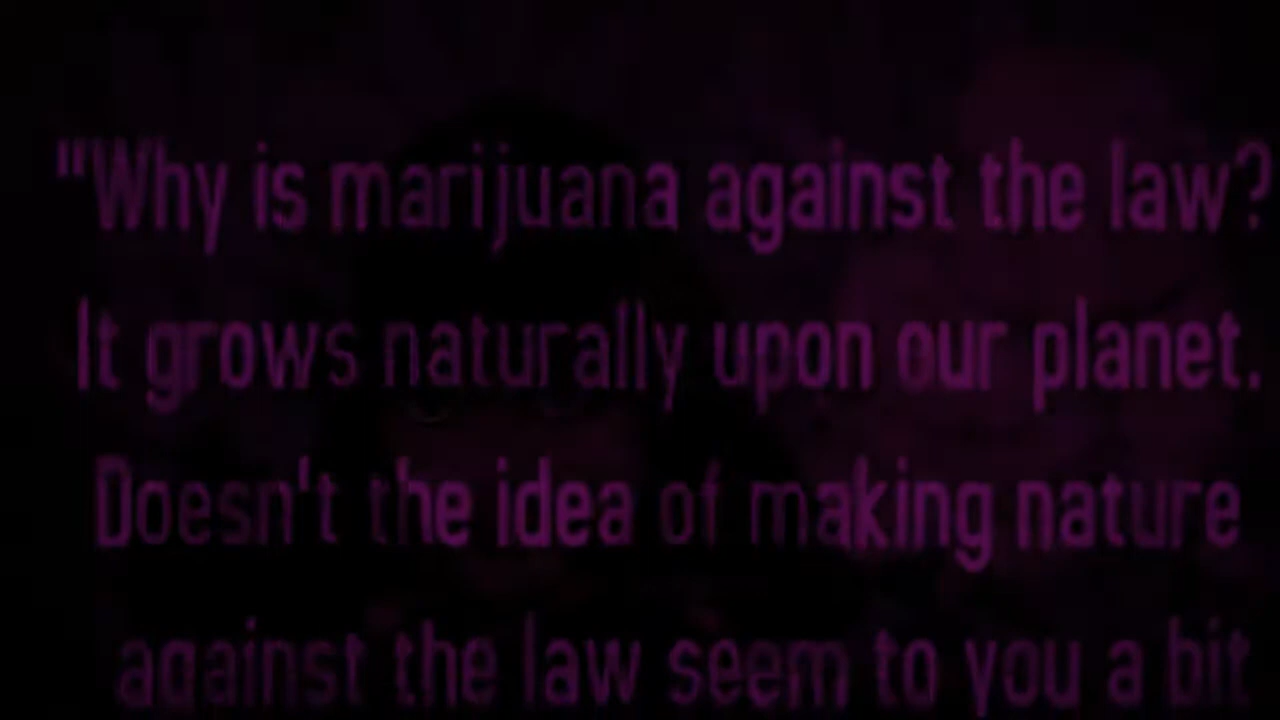 "Why is marijuana against the law?
It grows naturally upon our planet.
Doesn't the idea of making nature
against the law seem to you a bit